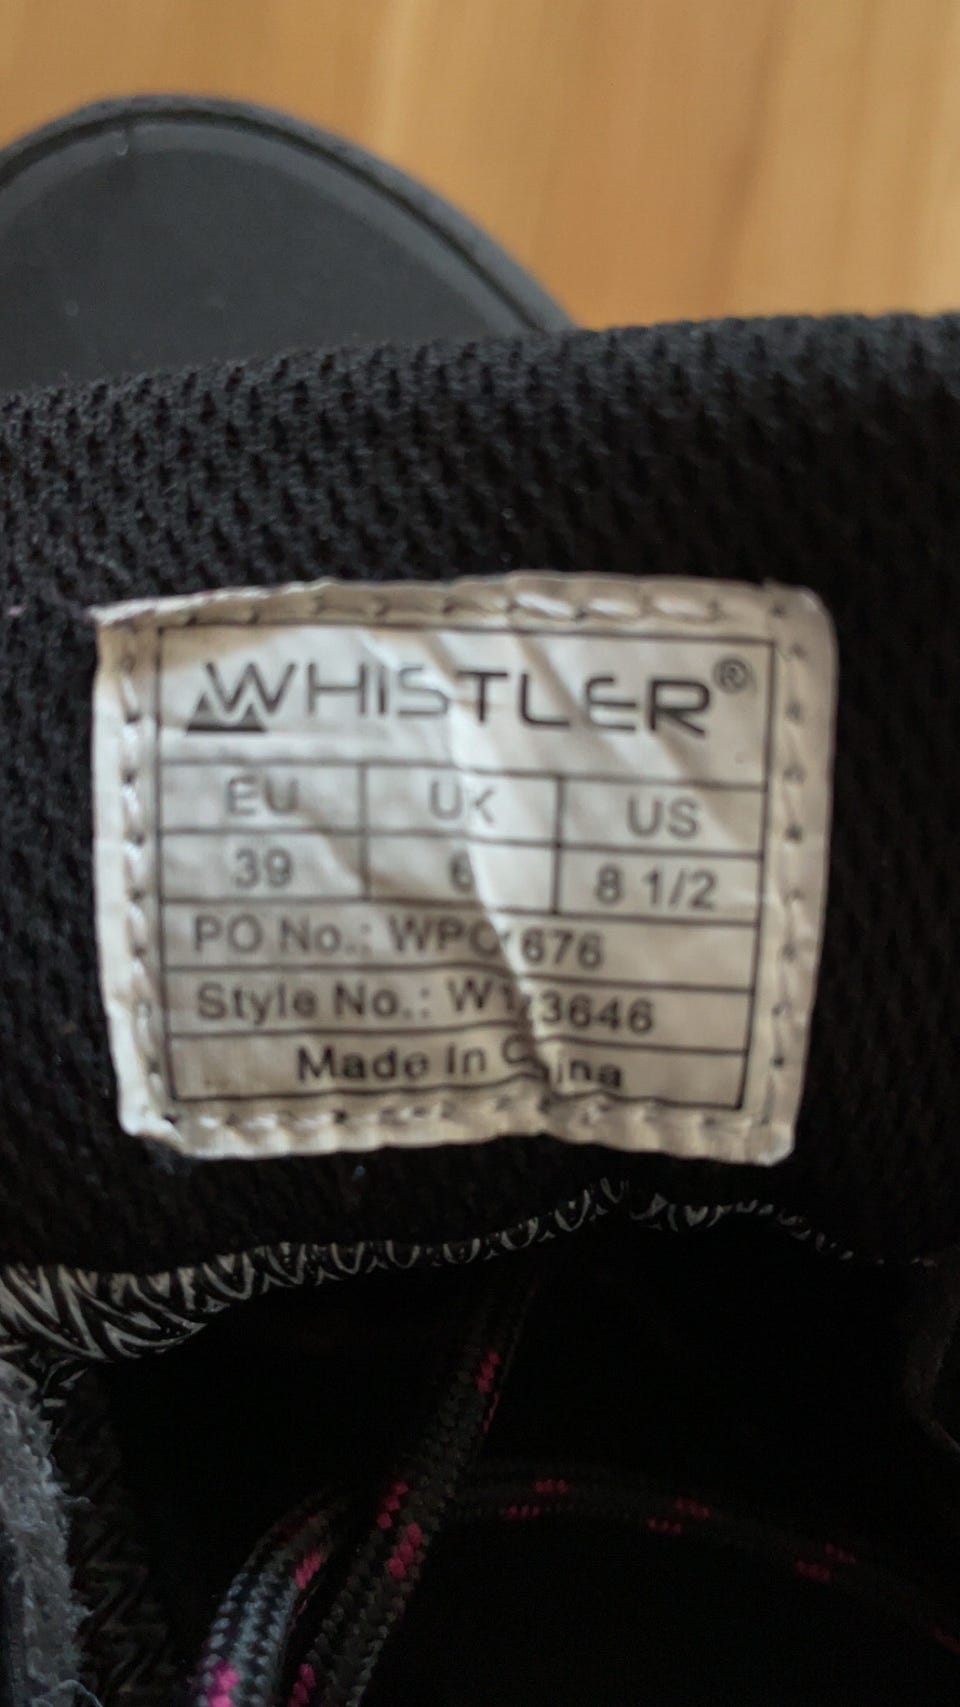 WHISTLER®
EU UK US
39 6 8 1/2
PO No.:
Style No.:
Made in China